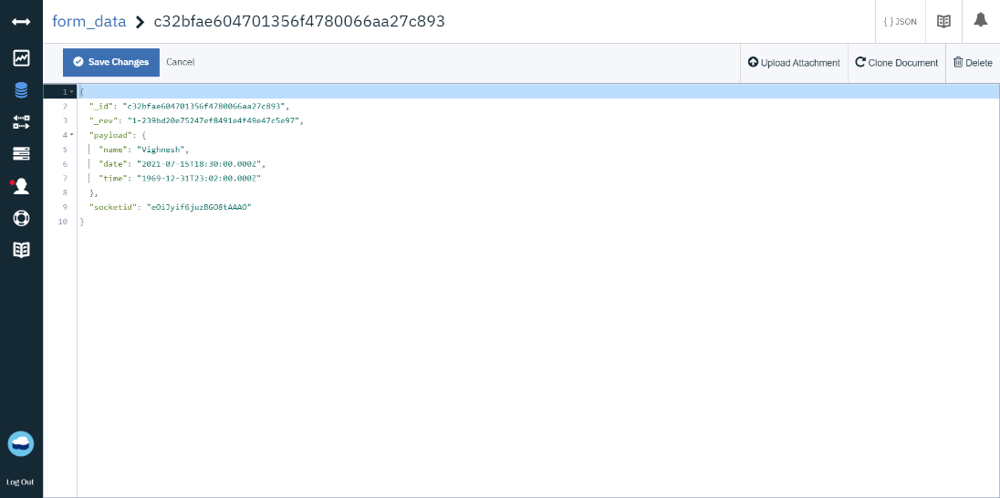 form_data > c32bfae604701356f4780066aa27c893
{ } JSON
Save Changes
Cancel
Upload Attachment
Clone Document
Delete
1 {
2 "_id": "c32bfae604701356f4780066aa27c893",
3 "_rev": "1-239bd20e75247ef8491e4f49e47c5e97",
4 "payload": {
5 "name": "Vighnesh",
6 "date": "2021-07-15T18:30:00.000Z",
7 "time": "1969-12-31T23:02:00.000Z"
8 },
9 "socketid": "eOiJyif6juzBGO8tAAAO"
10 }
Log Out